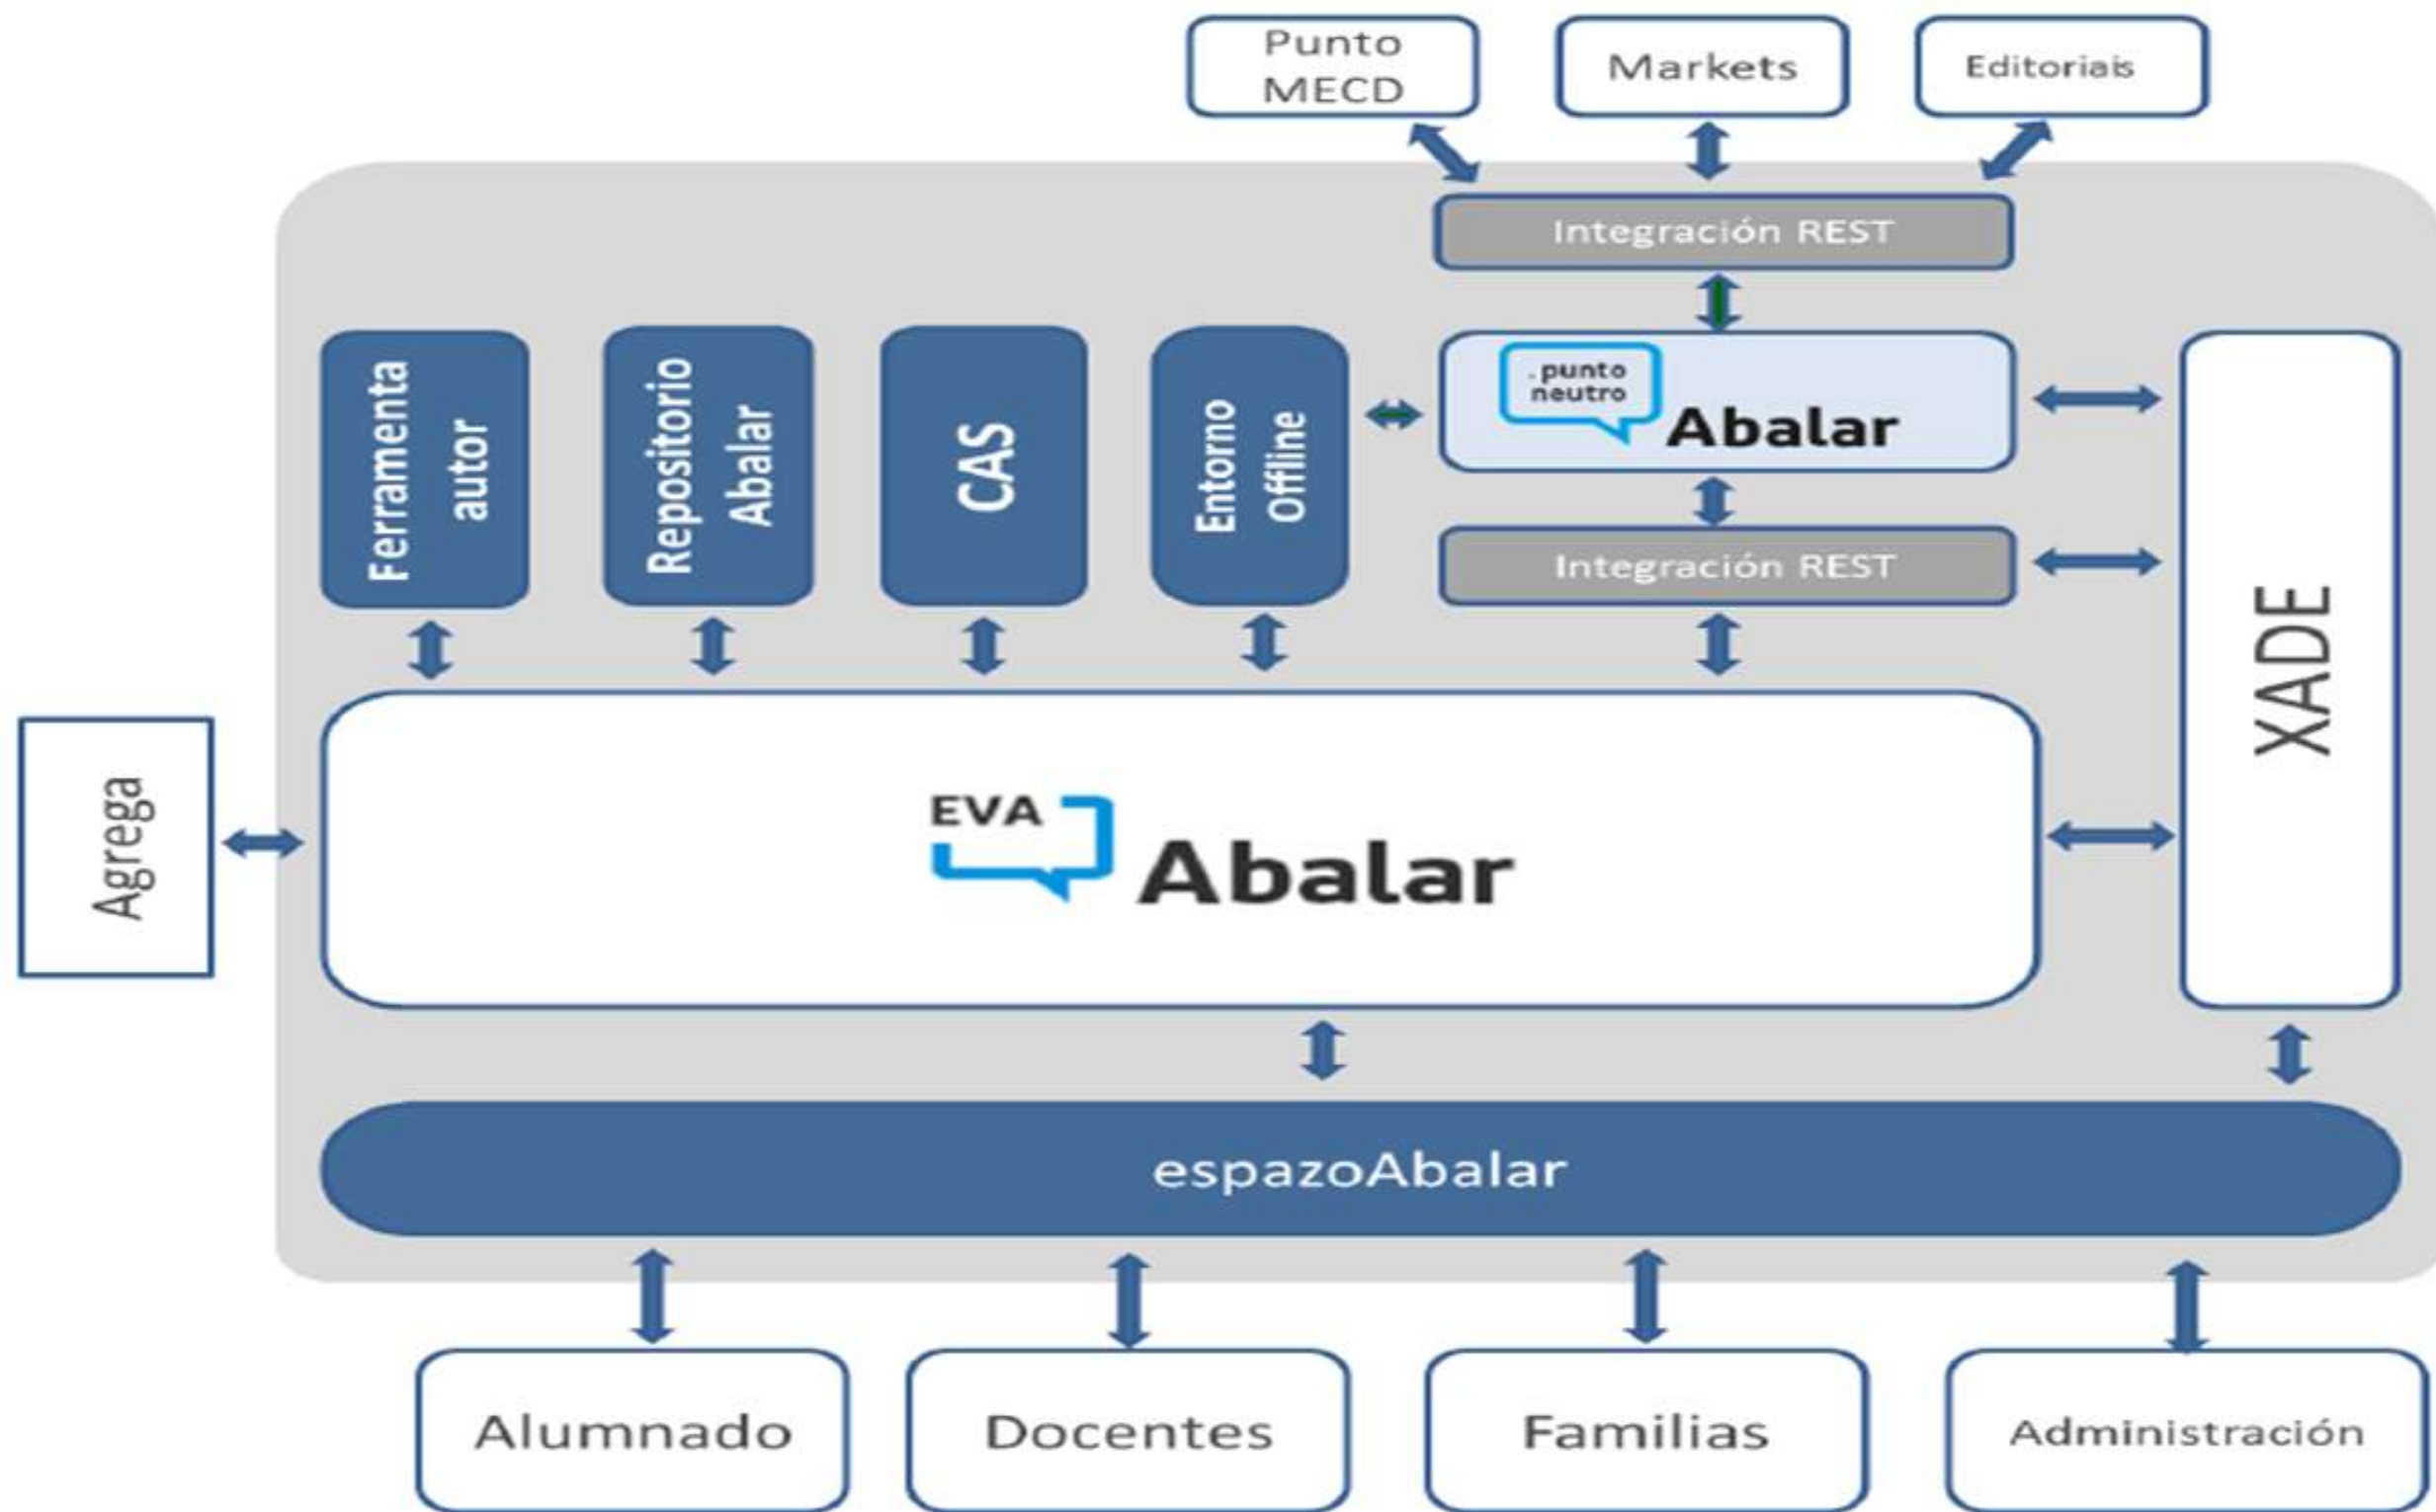 Punto
MECD
Markets
Editoriais
Integración REST
Ferramenta
autor
Repositorio
Abalar
CAS
Entorno
Offline
.punto
neutro
Abalar
Integración REST
XADE
Agrega
EVA
Abalar
espazoAbalar
Alumnado
Docentes
Familias
Administración